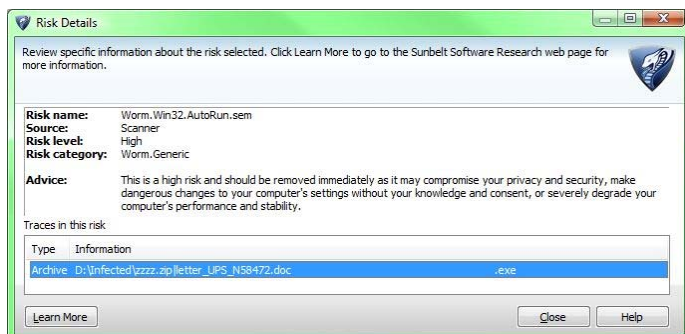 Risk Details
Review specific information about the risk selected. Click Learn More to go to the Sunbelt Software Research web page for
more information.
Risk name: Worm.Win32.AutoRun.sem
Source: Scanner
Risk level: High
Risk category: Worm.Generic
Advice: This is a high risk and should be removed immediately as it may compromise your privacy and security, make
dangerous changes to your computer's settings without your knowledge and consent, or severely degrade your
computer's performance and stability.
Traces in this risk
Type Information
Archive D:\Infected\zzzz.zip|letter_UPS_N58472.doc .exe
Learn More Close Help